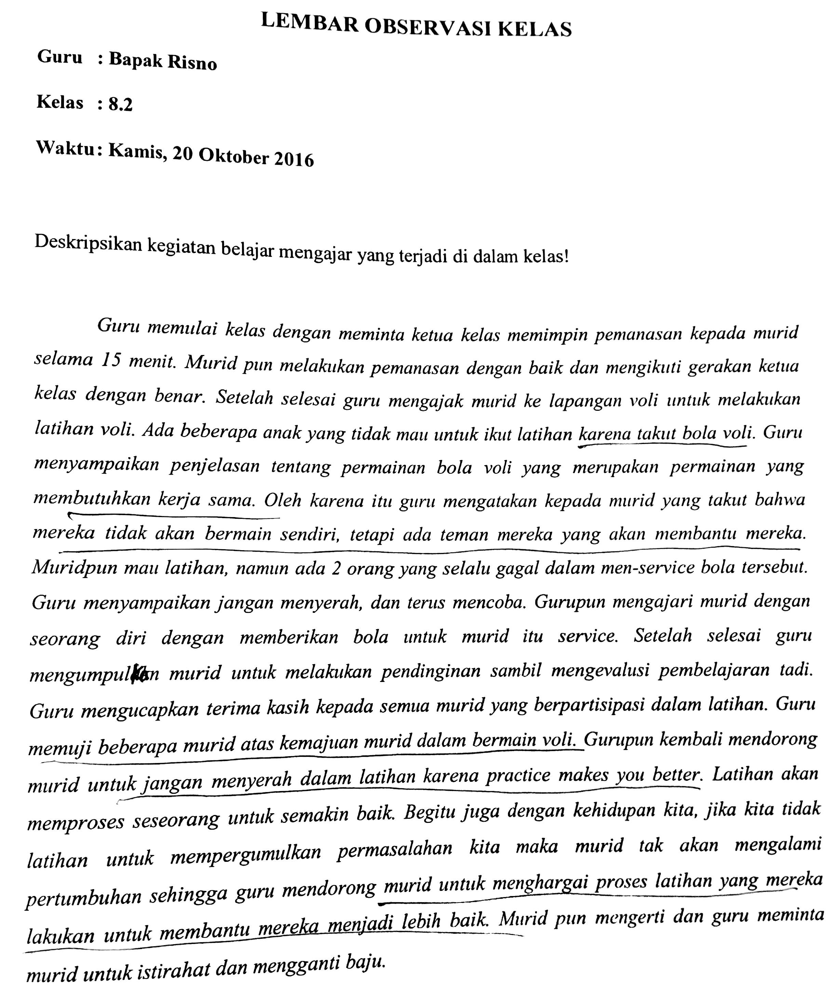 LEMBAR OBSERVASI KELAS
Guru : Bapak Risno
Kelas : 8.2
Waktu : Kamis, 20 Oktober 2016
Deskripsikan kegiatan belajar mengajar yang terjadi di dalam kelas!
Guru memulai kelas dengan meminta ketua kelas memimpin pemanasan kepada murid
selama 15 menit. Murid pun melakukan pemanasan dengan baik dan mengikuti gerakan ketua
kelas dengan benar. Setelah selesai guru mengajak murid ke lapangan voli untuk melakukan
latihan voli. Ada beberapa anak yang tidak mau untuk ikut latihan karena takut bola voli. Guru
menyampaikan penjelasan tentang permainan bola voli yang merupakan permainan yang
membutuhkan kerja sama. Oleh karena itu guru mengatakan kepada murid yang takut bahwa
mereka tidak akan bermain sendiri, tetapi ada teman mereka yang akan membantu mereka.
Muridpun mau latihan, namun ada 2 orang yang selalu gagal dalam men-service bola tersebut.
Guru menyampaikan jangan menyerah, dan terus mencoba. Gurupun mengajari murid dengan
seorang diri dengan memberikan bola untuk murid itu service. Setelah selesai guru
mengumpulkan murid untuk melakukan pendinginan sambil mengevalusi pembelajaran tadi.
Guru mengucapkan terima kasih kepada semua murid yang berpartisipasi dalam latihan. Guru
memuji beberapa murid atas kemajuan murid dalam bermain voli. Gurupun kembali mendorong
murid untuk jangan menyerah dalam latihan karena practice makes you better. Latihan akan
memproses seseorang untuk semakin baik. Begitu juga dengan kehidupan kita, jika kita tidak
latihan untuk mempergumulkan permasalahan kita maka murid tak akan mengalami
pertumbuhan sehingga guru mendorong murid untuk menghargai proses latihan yang mereka
lakukan untuk membantu mereka menjadi lebih baik. Murid pun mengerti dan guru meminta
murid untuk istirahat dan mengganti baju.